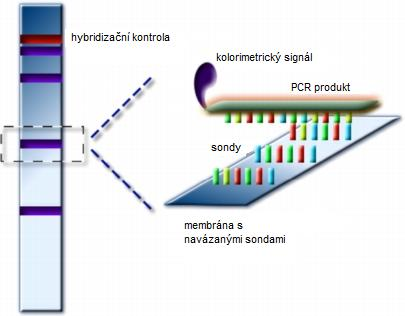 hybridizační kontrola
kolorimetrický signál
PCR produkt
sondy
membrána s
navázanými sondami